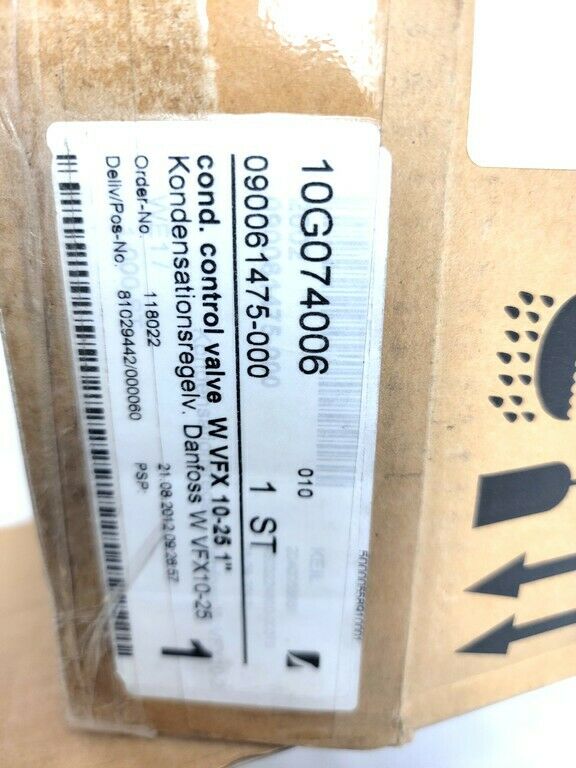 10G074006
010
090061475-000
1 ST
cond. control valve W VFX 10-25 1"
Kondensationsregelv. Danfoss W VFX10-25
1
Order-No.
118022
21.08.2012 09:28:57
Deliv/Pos-No.
81029442/000060
PSP: